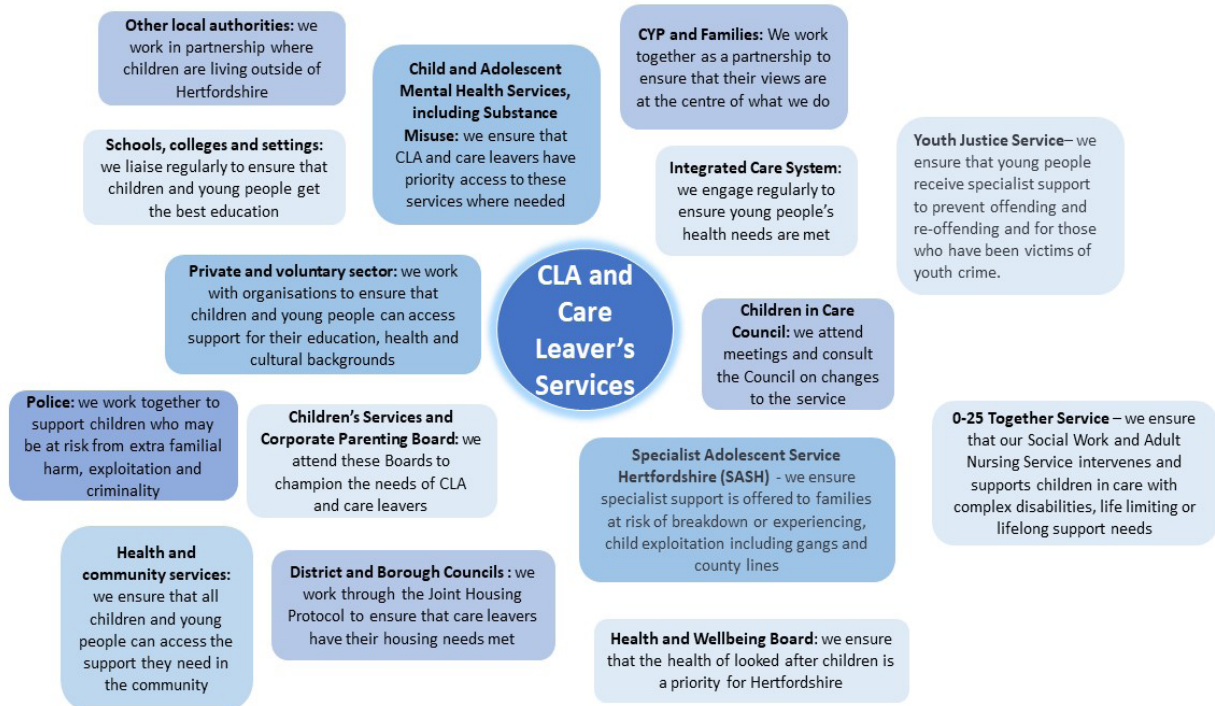 Other local authorities: we
work in partnership where
children are living outside of
Hertfordshire
Child and Adolescent
Mental Health Services,
including Substance
Misuse: we ensure that
CLA and care leavers have
priority access to these
services where needed
CYP and Families: We work
together as a partnership to
ensure that their views are
at the centre of what we do
Schools, colleges and settings:
we liaise regularly to ensure that
children and young people get
the best education
Integrated Care System:
we engage regularly to
ensure young people's
health needs are met
Youth Justice Service– we
ensure that young people
receive specialist support
to prevent offending and
re-offending and for those
who have been victims of
youth crime.
Private and voluntary sector: we work
with organisations to ensure that
children and young people can access
support for their education, health and
cultural backgrounds
CLA and
Care
Leaver's
Services
Children in Care
Council: we attend
meetings and consult
the Council on changes
to the service
Police: we work together to
support children who may
be at risk from extra familial
harm, exploitation and
criminality
Children's Services and
Corporate Parenting Board: we
attend these Boards to
champion the needs of CLA
and care leavers
Specialist Adolescent Service
Hertfordshire (SASH) - we ensure
specialist support is offered to families
at risk of breakdown or experiencing,
child exploitation including gangs and
county lines
0-25 Together Service – we ensure
that our Social Work and Adult
Nursing Service intervenes and
supports children in care with
complex disabilities, life limiting or
lifelong support needs
Health and
community services:
we ensure that all
children and young
people can access the
support they need in
the community
District and Borough Councils : we
work through the Joint Housing
Protocol to ensure that care leavers
have their housing needs met
Health and Wellbeing Board: we ensure
that the health of looked after children is
a priority for Hertfordshire